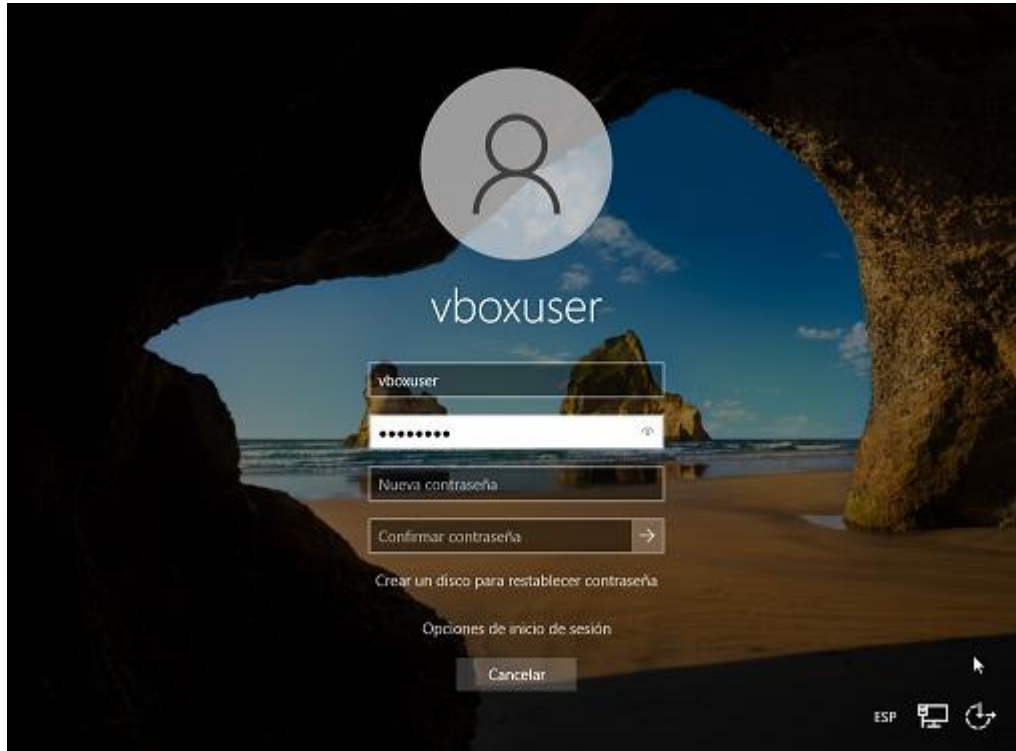 vboxuser
vboxuser
Nueva contraseña
Confirmar contraseña
Crear un disco para restablecer contraseña
Opciones de inicio de sesión
Cancelar
ESP